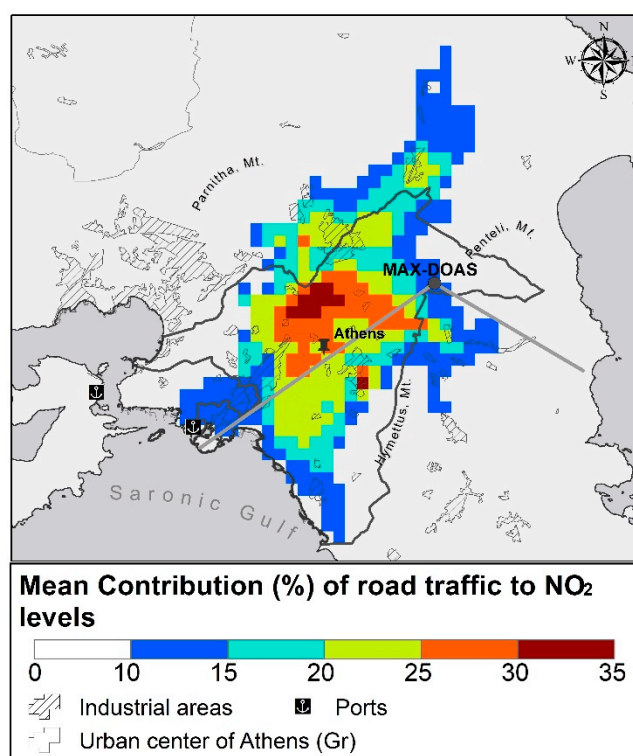 N
W
E
S
Parnitha, Mt.
Penteli, Mt.
MAX-DOAS
Athens
Hymettus, Mt.
Saronic Gulf
Mean Contribution (%) of road traffic to NO₂
levels
0 10 15 20 25 30 35
Industrial areas Ports
Urban center of Athens (Gr)